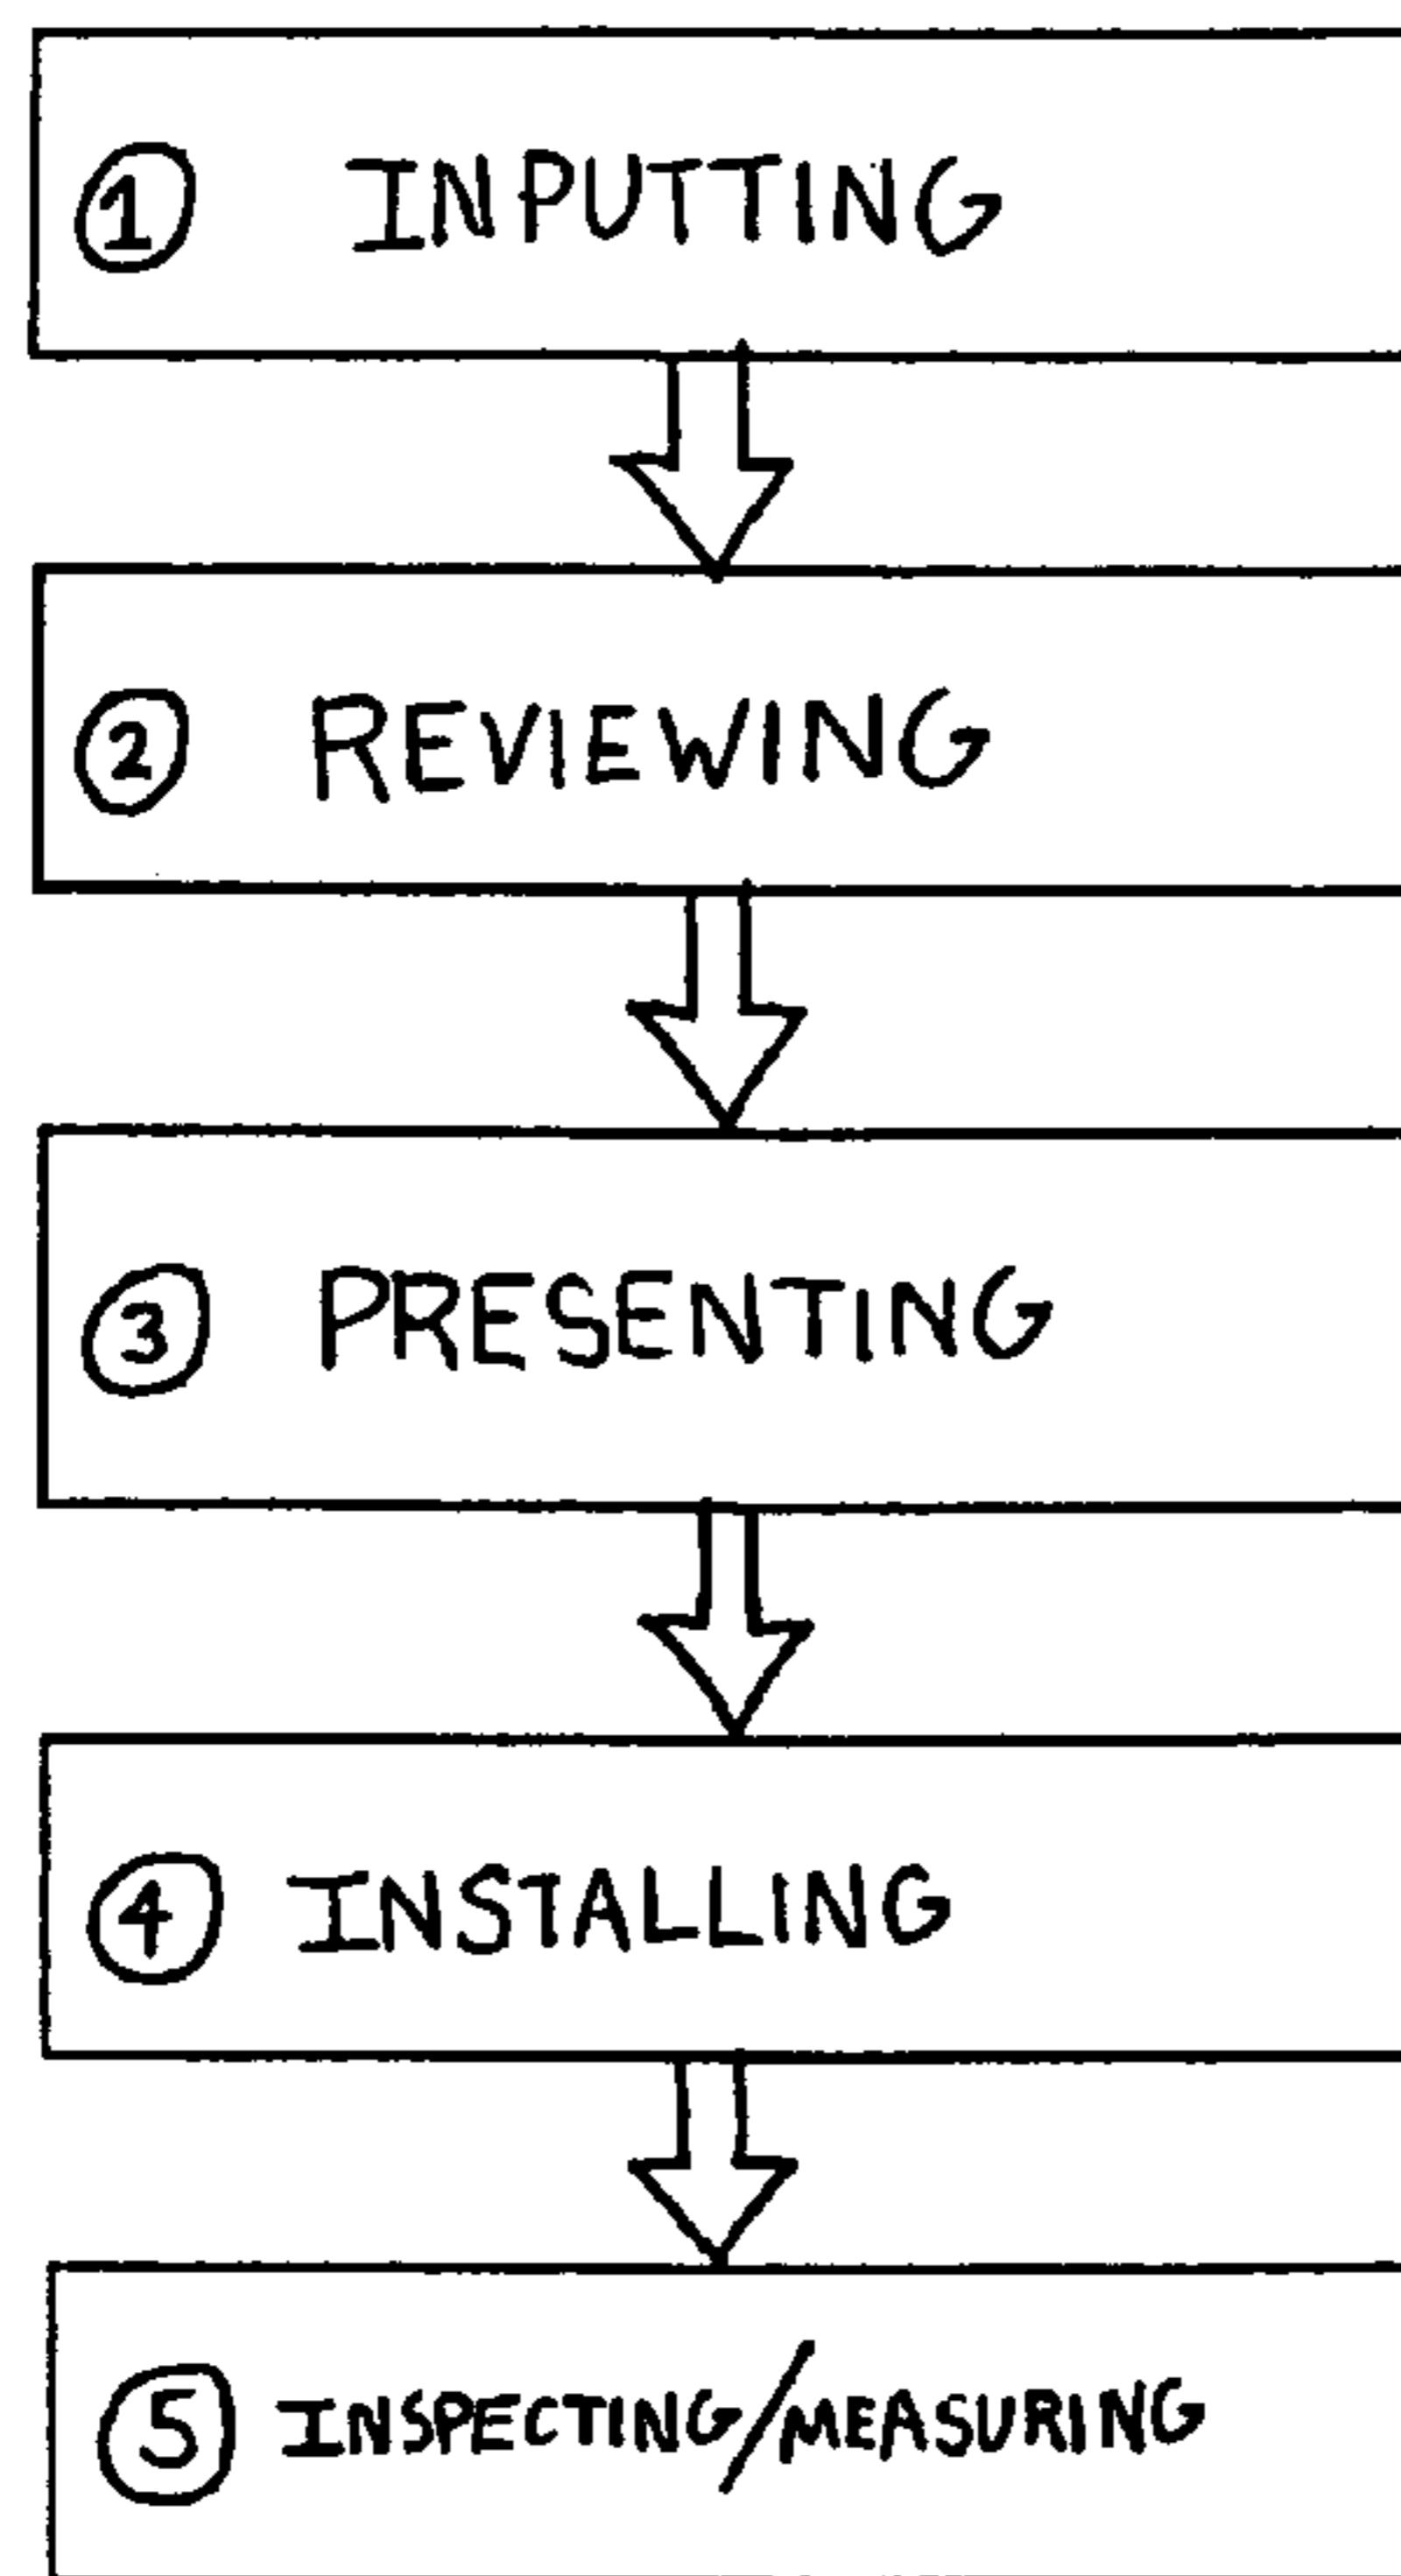 ① INPUTTING
② REVIEWING
③ PRESENTING
④ INSTALLING
⑤ INSPECTING/MEASURING